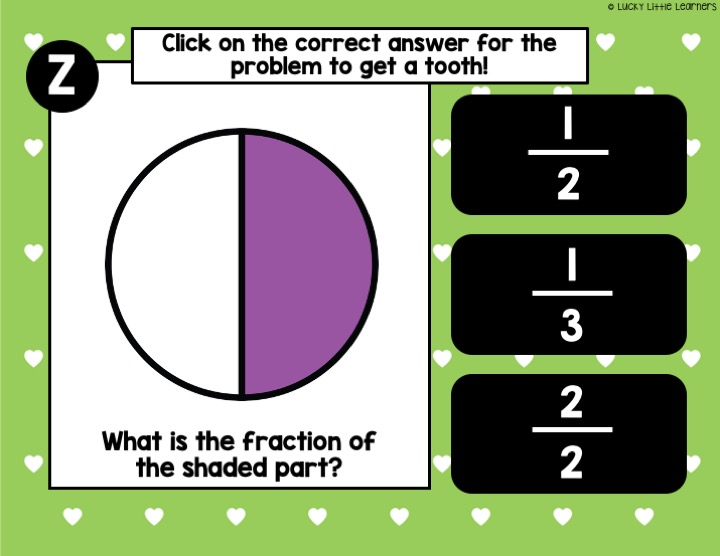 © Lucky Little Learners
Click on the correct answer for the
problem to get a tooth!
Z
What is the fraction of
the shaded part?
1
2
1
3
2
2